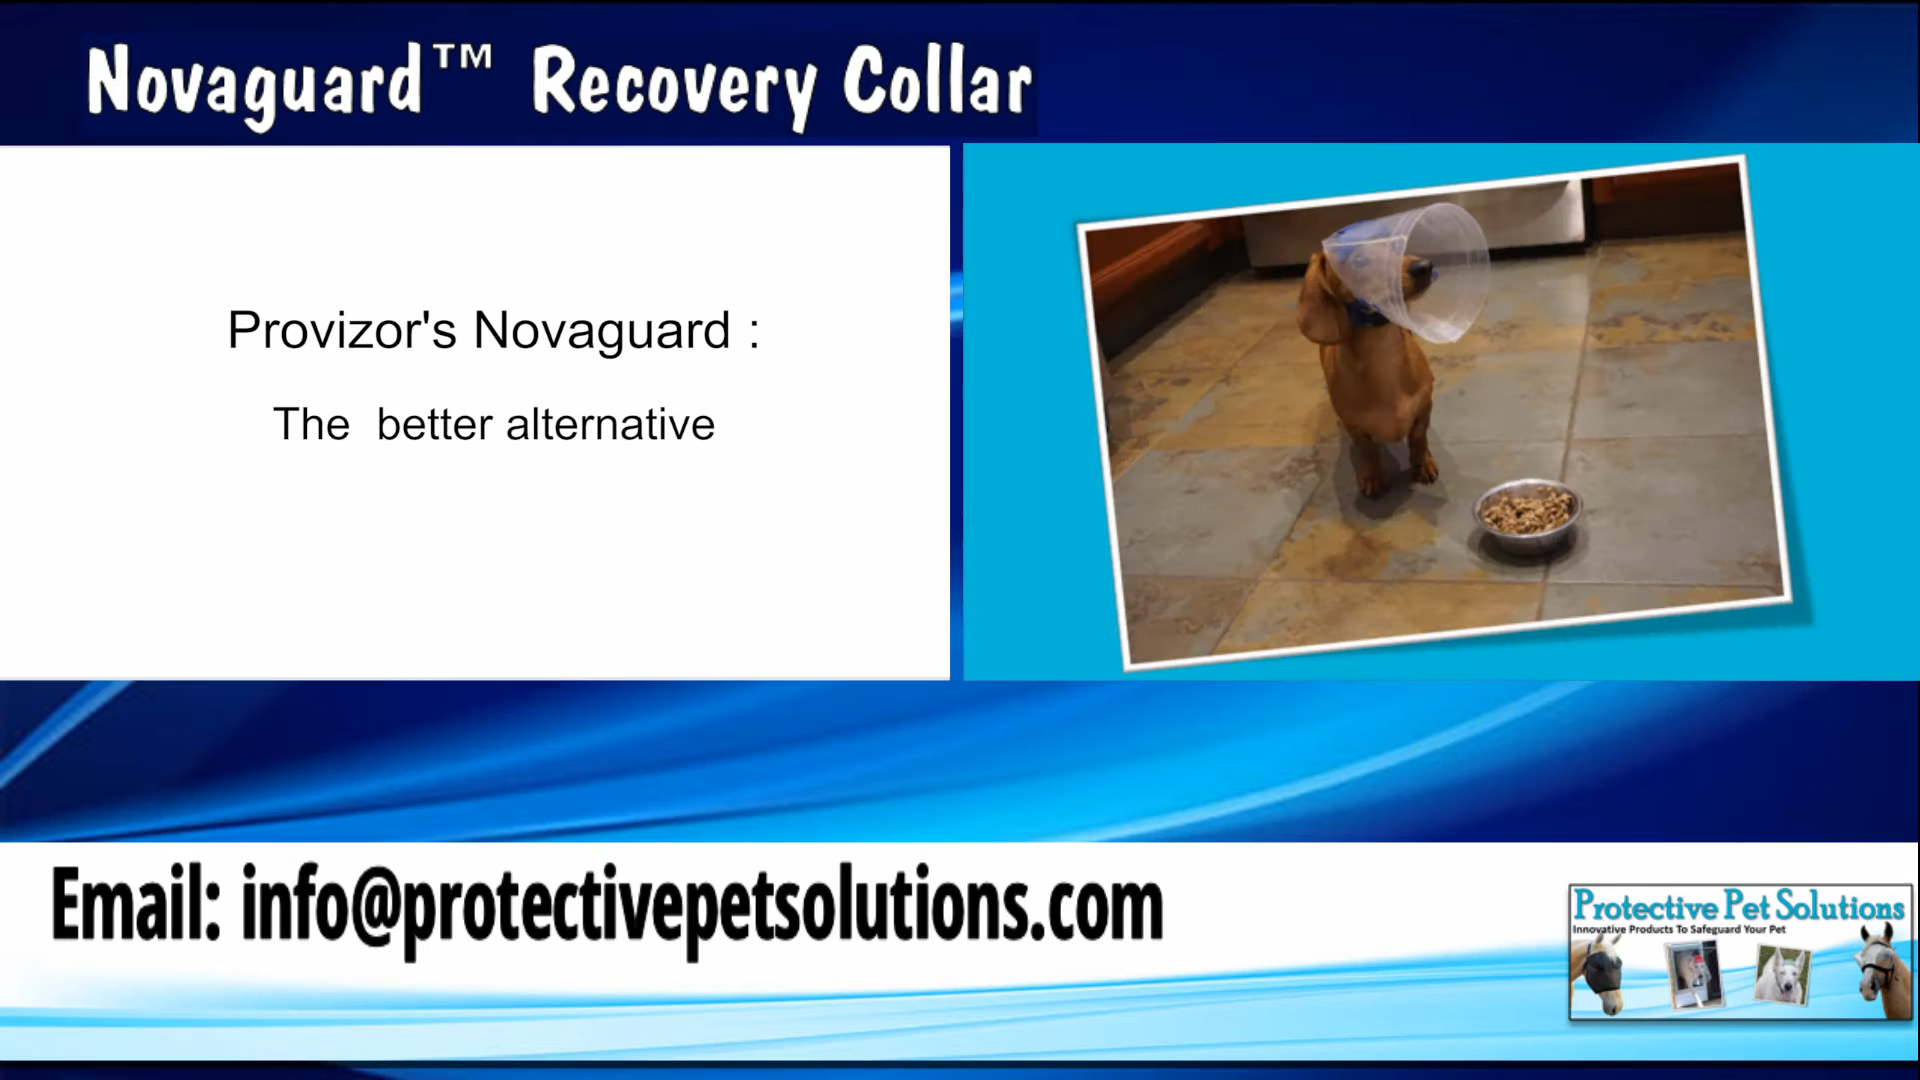 Novaguard™ Recovery Collar
Provizor's Novaguard :
The better alternative
Email: info@protectivepetsolutions.com
Protective Pet Solutions
Innovative Products To Safeguard Your Pet